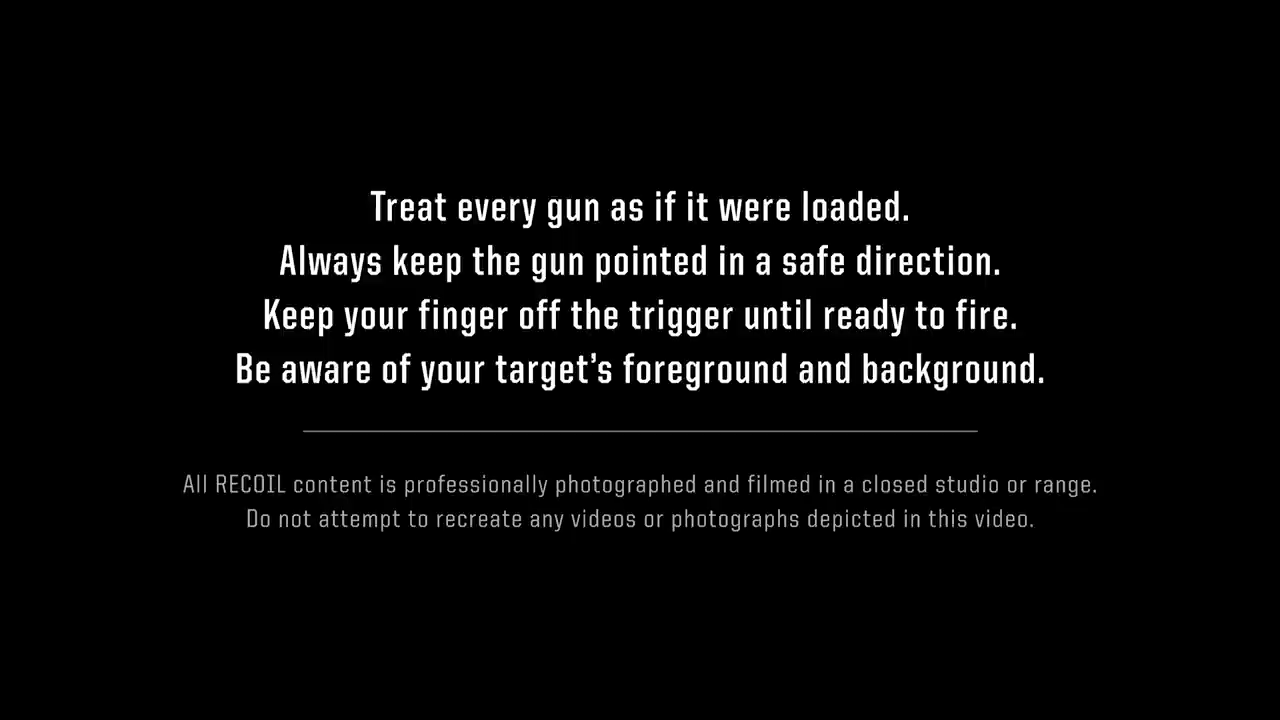 Treat every gun as if it were loaded.
Always keep the gun pointed in a safe direction.
Keep your finger off the trigger until ready to fire.
Be aware of your target’s foreground and background.
All RECOIL content is professionally photographed and filmed in a closed studio or range.
Do not attempt to recreate any videos or photographs depicted in this video.